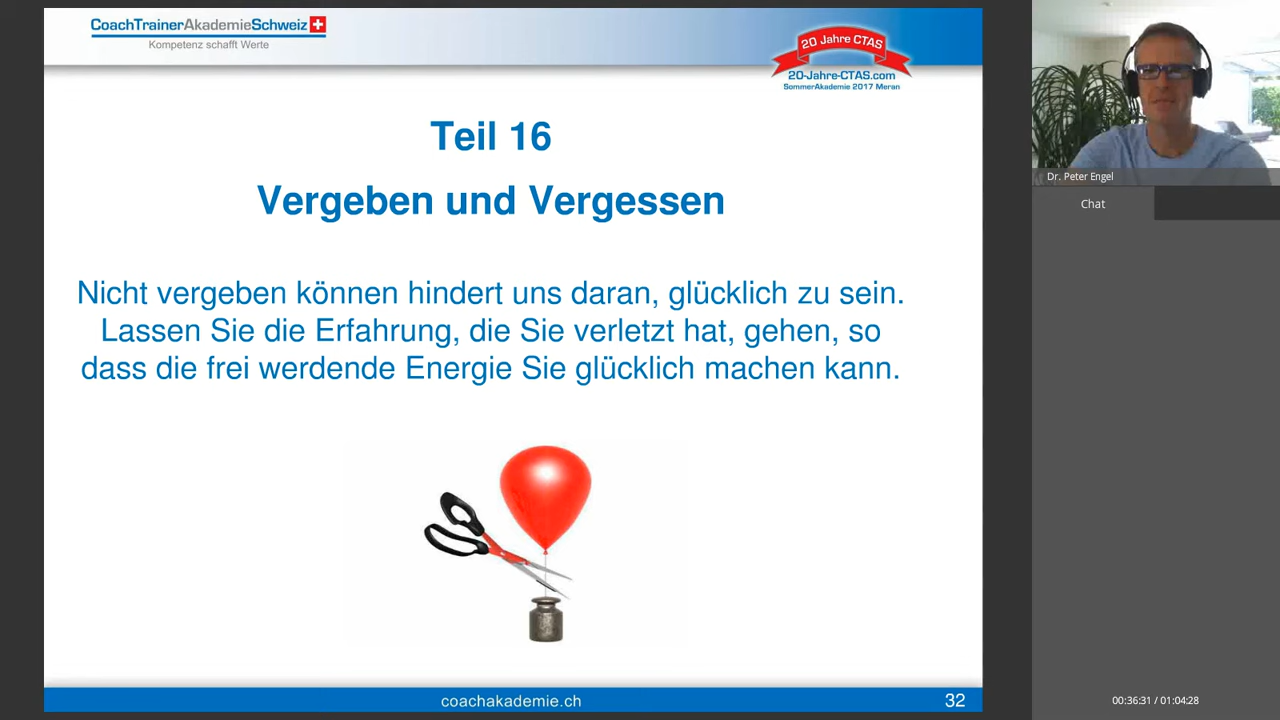 CoachTrainerAkademieSchweiz
Kompetenz schafft Werte
20 Jahre CTAS
20-Jahre-CTAS.com
SommerAkademie 2017 Meran
Teil 16
Vergeben und Vergessen
Nicht vergeben können hindert uns daran, glücklich zu sein.
Lassen Sie die Erfahrung, die Sie verletzt hat, gehen, so
dass die frei werdende Energie Sie glücklich machen kann.
coachakademie.ch
32
Dr. Peter Engel
Chat
00:36:31 / 01:04:28